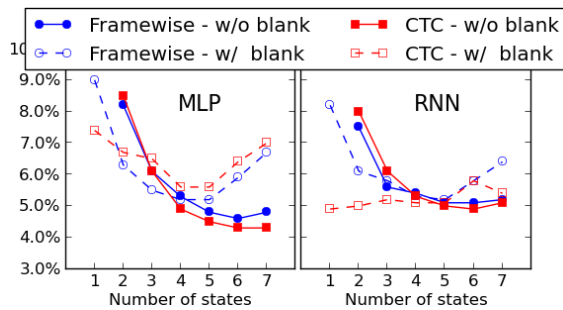 Framewise - w/o blank CTC - w/o blank
Framewise - w/ blank CTC - w/ blank
9.0%
8.0%
7.0%
6.0%
5.0%
4.0%
3.0%
MLP RNN
1 2 3 4 5 6 7 1 2 3 4 5 6 7
Number of states Number of states